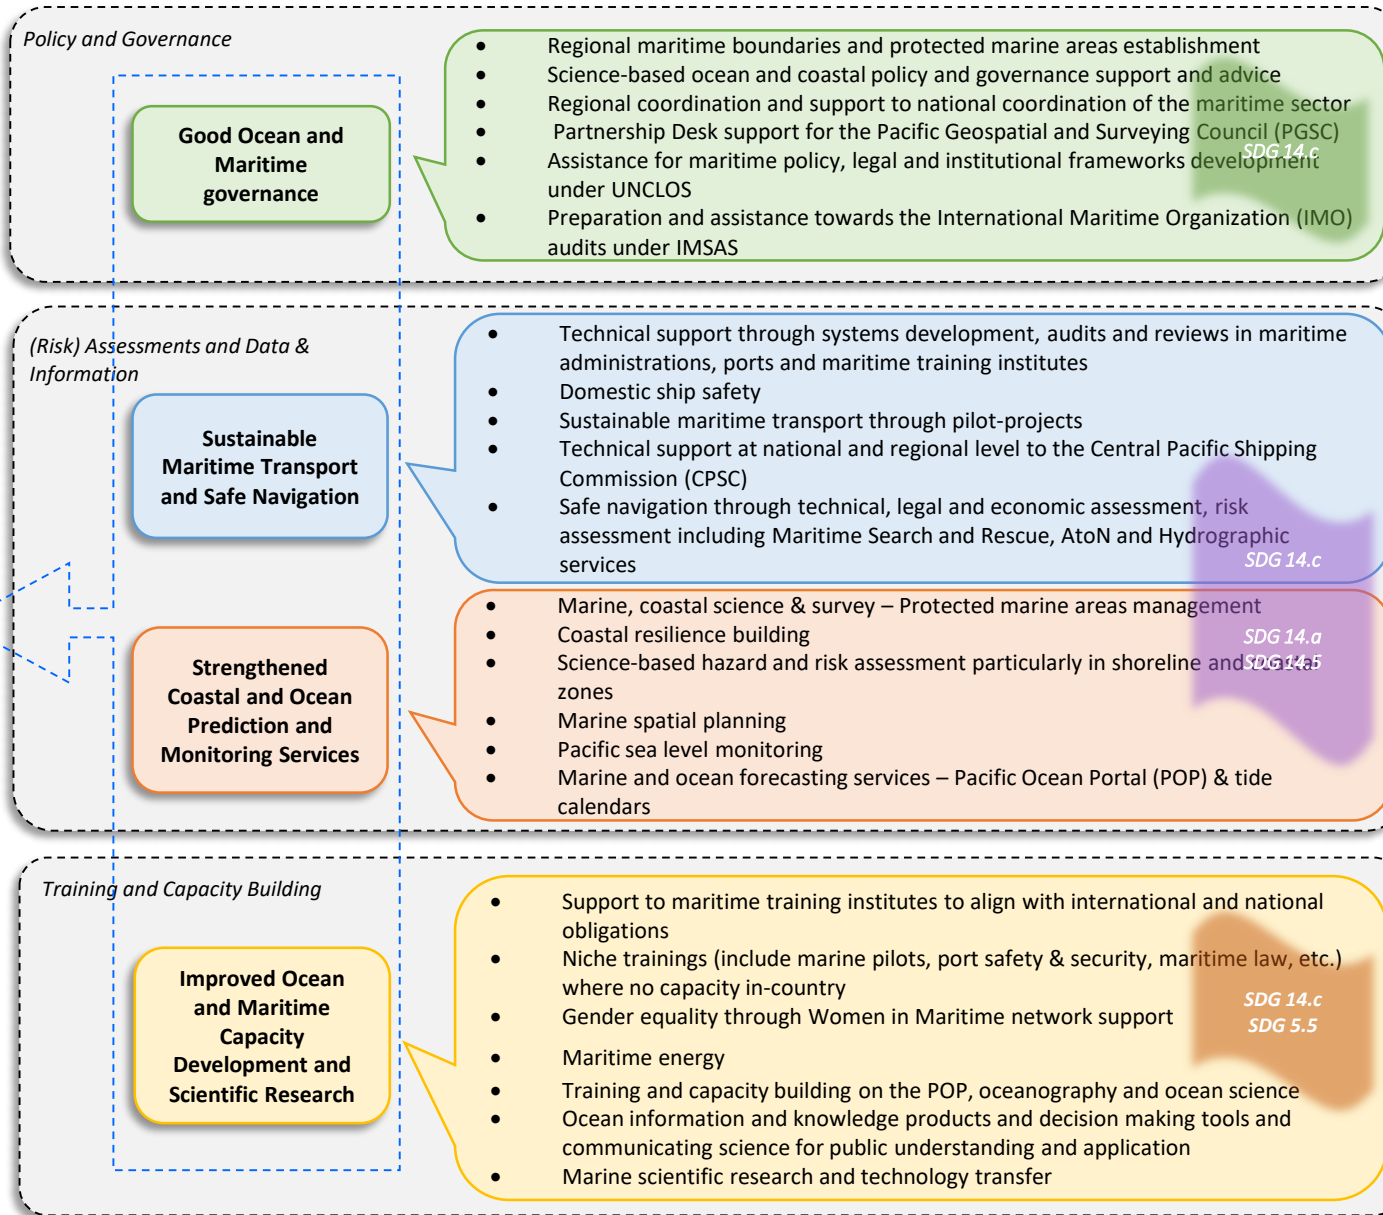 Policy and Governance
Good Ocean and
Maritime
governance
• Regional maritime boundaries and protected marine areas establishment
• Science-based ocean and coastal policy and governance support and advice
• Regional coordination and support to national coordination of the maritime sector
• Partnership Desk support for the Pacific Geospatial and Surveying Council (PGSC)
• Assistance for maritime policy, legal and institutional frameworks development
under UNCLOS
• Preparation and assistance towards the International Maritime Organization (IMO)
audits under IMSAS
SDG 14.c
(Risk) Assessments and Data &
Information
Sustainable
Maritime Transport
and Safe Navigation
• Technical support through systems development, audits and reviews in maritime
administrations, ports and maritime training institutes
• Domestic ship safety
• Sustainable maritime transport through pilot-projects
• Technical support at national and regional level to the Central Pacific Shipping
Commission (CPSC)
• Safe navigation through technical, legal and economic assessment, risk
assessment including Maritime Search and Rescue, AtoN and Hydrographic
services
SDG 14.c
Strengthened
Coastal and Ocean
Prediction and
Monitoring Services
• Marine, coastal science & survey – Protected marine areas management
• Coastal resilience building
• Science-based hazard and risk assessment particularly in shoreline and coastal
zones
• Marine spatial planning
• Pacific sea level monitoring
• Marine and ocean forecasting services – Pacific Ocean Portal (POP) & tide
calendars
SDG 14.a
SDG 14.5
Training and Capacity Building
Improved Ocean
and Maritime
Capacity
Development and
Scientific Research
• Support to maritime training institutes to align with international and national
obligations
• Niche trainings (include marine pilots, port safety & security, maritime law, etc.)
where no capacity in-country
• Gender equality through Women in Maritime network support
• Maritime energy
• Training and capacity building on the POP, oceanography and ocean science
• Ocean information and knowledge products and decision making tools and
communicating science for public understanding and application
• Marine scientific research and technology transfer
SDG 14.c
SDG 5.5